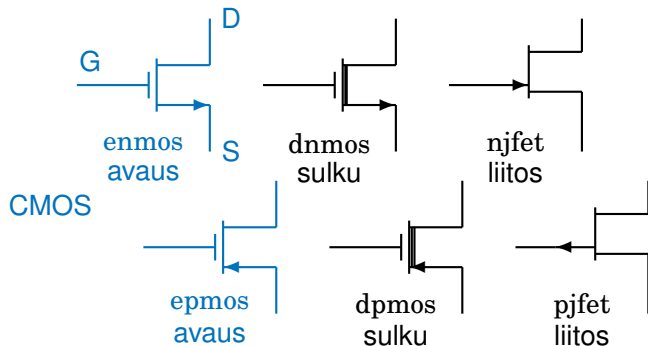 D
G
S
enmos
avaus
dnmos
sulku
njfet
liitos
CMOS
epmos
avaus
dpmos
sulku
pjfet
liitos